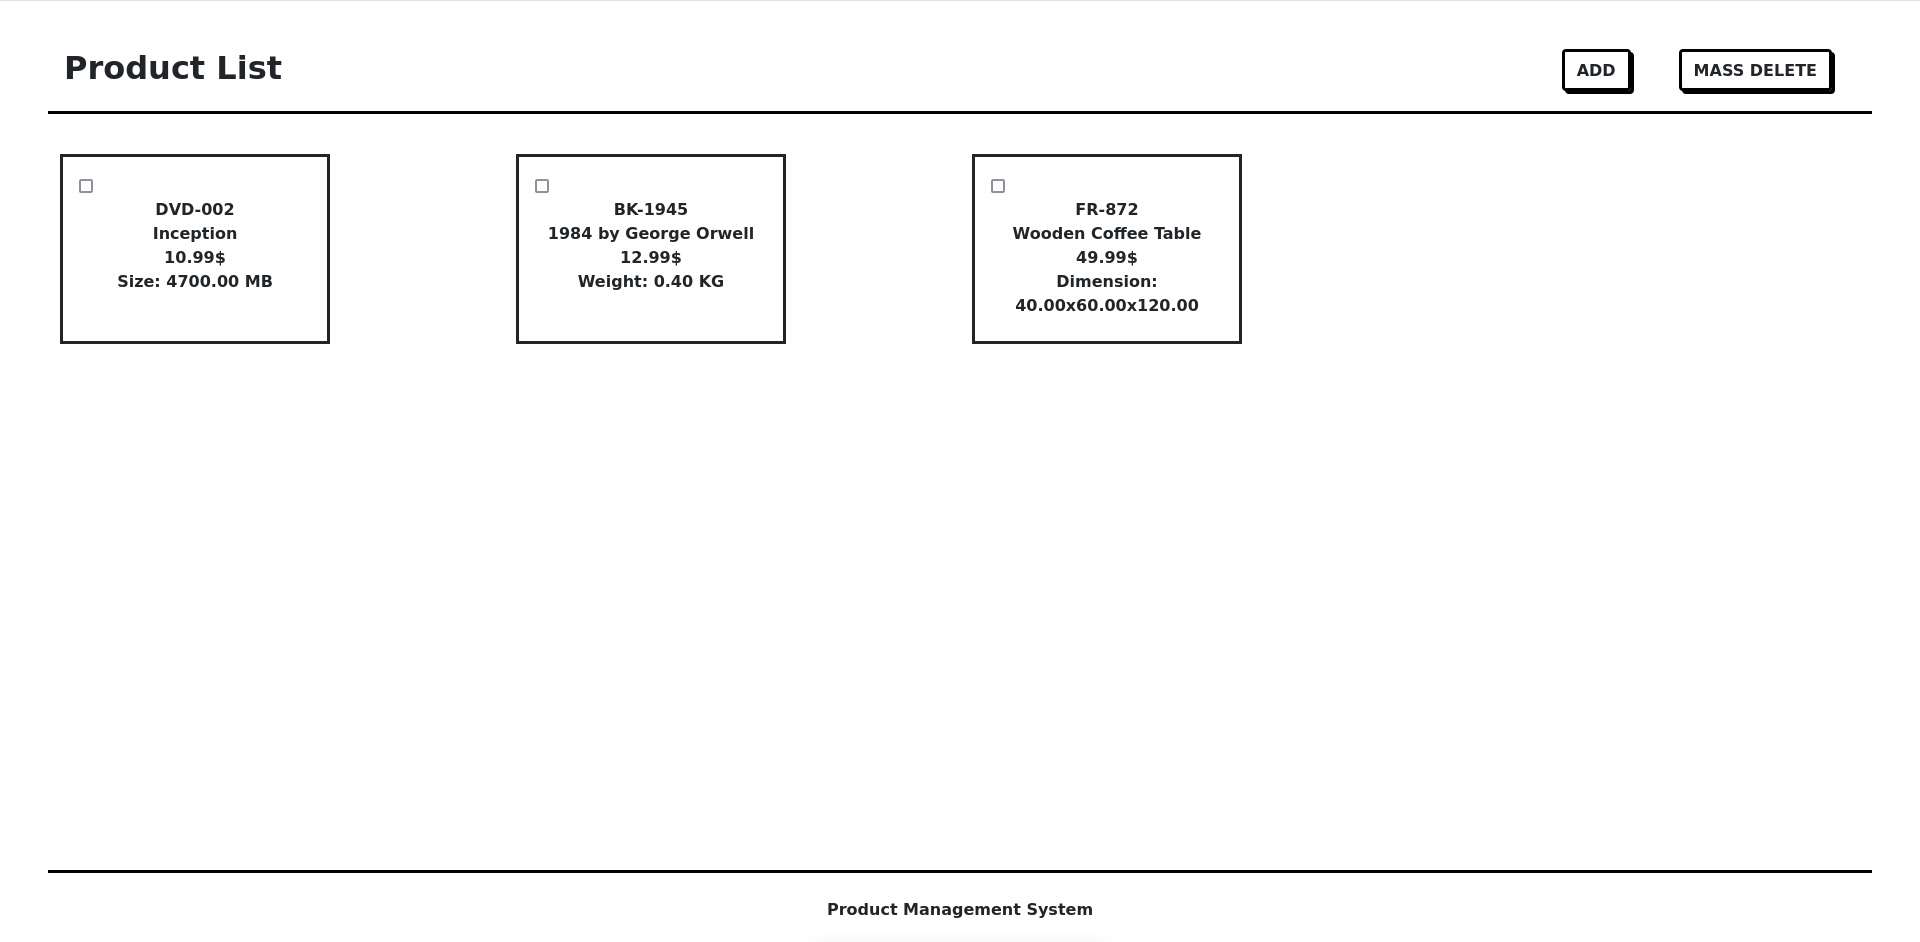 Product List
ADD
MASS DELETE
DVD-002
Inception
10.99$
Size: 4700.00 MB
BK-1945
1984 by George Orwell
12.99$
Weight: 0.40 KG
FR-872
Wooden Coffee Table
49.99$
Dimension:
40.00x60.00x120.00
Product Management System